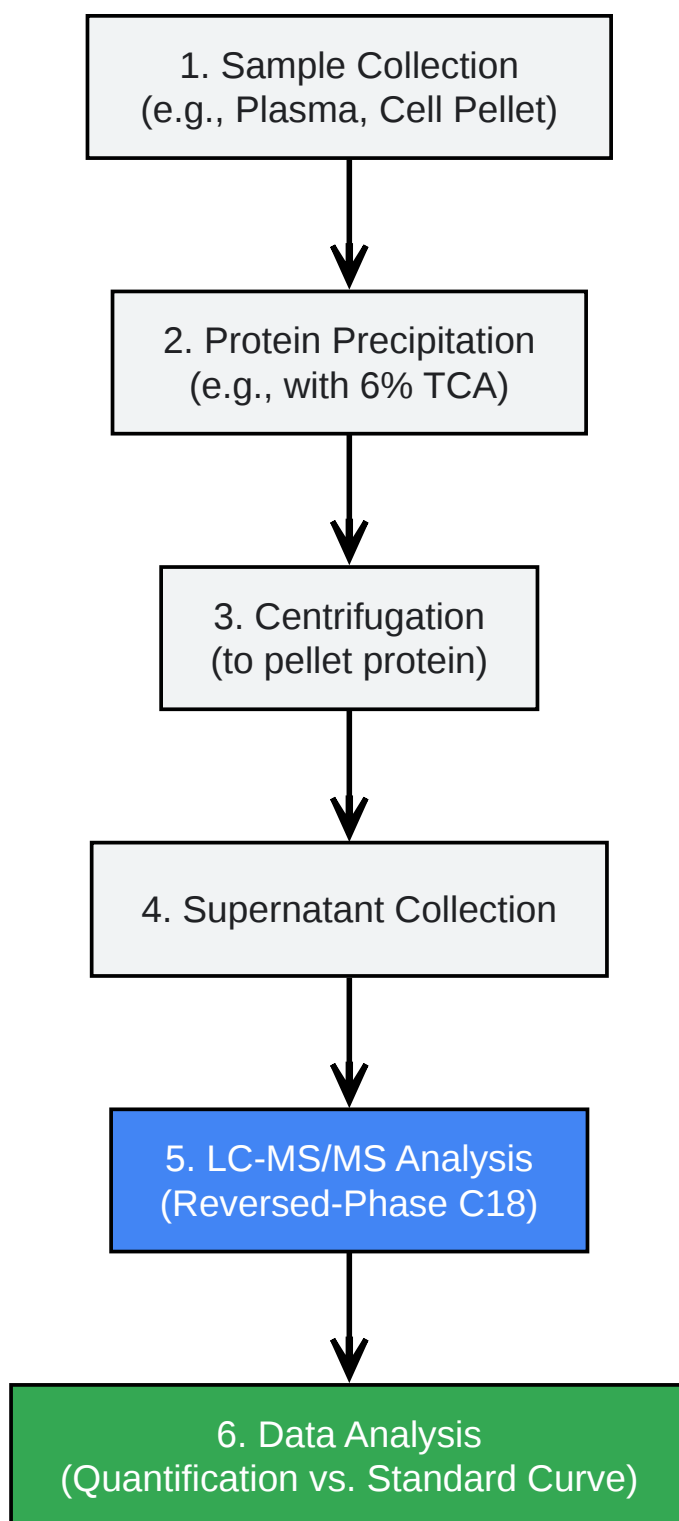 1. Sample Collection
(e.g., Plasma, Cell Pellet)
2. Protein Precipitation
(e.g., with 6% TCA)
3. Centrifugation
(to pellet protein)
4. Supernatant Collection
5. LC-MS/MS Analysis
(Reversed-Phase C18)
6. Data Analysis
(Quantification vs. Standard Curve)